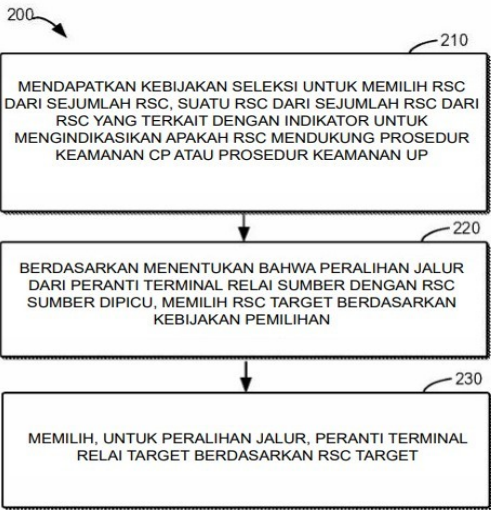 200
210
MENDAPATKAN KEBIJAKAN SELEKSI UNTUK MEMILIH RSC
DARI SEJUMLAH RSC, SUATU RSC DARI SEJUMLAH RSC DARI
RSC YANG TERKAIT DENGAN INDIKATOR UNTUK
MENGINDIKASIKAN APAKAH RSC MENDUKUNG PROSEDUR
KEAMANAN CP ATAU PROSEDUR KEAMANAN UP
220
BERDASARKAN MENENTUKAN BAHWA PERALIHAN JALUR
DARI PERANTI TERMINAL RELAI SUMBER DENGAN RSC
SUMBER DIPICU, MEMILIH RSC TARGET BERDASARKAN
KEBIJAKAN PEMILIHAN
230
MEMILIH, UNTUK PERALIHAN JALUR, PERANTI TERMINAL
RELAI TARGET BERDASARKAN RSC TARGET